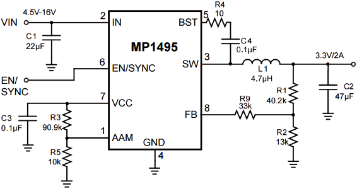 VIN 4.5V-16V
C1
22µF
2 IN
MP1495
BST 5
R4
10
C4
0.1µF
SW 3
L1
4.7µH
3.3V/2A
C2
47µF
EN/
SYNC
6 EN/SYNC
7 VCC
C3
0.1µF
R3
90.9k
1 AAM
R5
10k
GND
4
FB 8
R9
33k
R1
40.2k
R2
13k